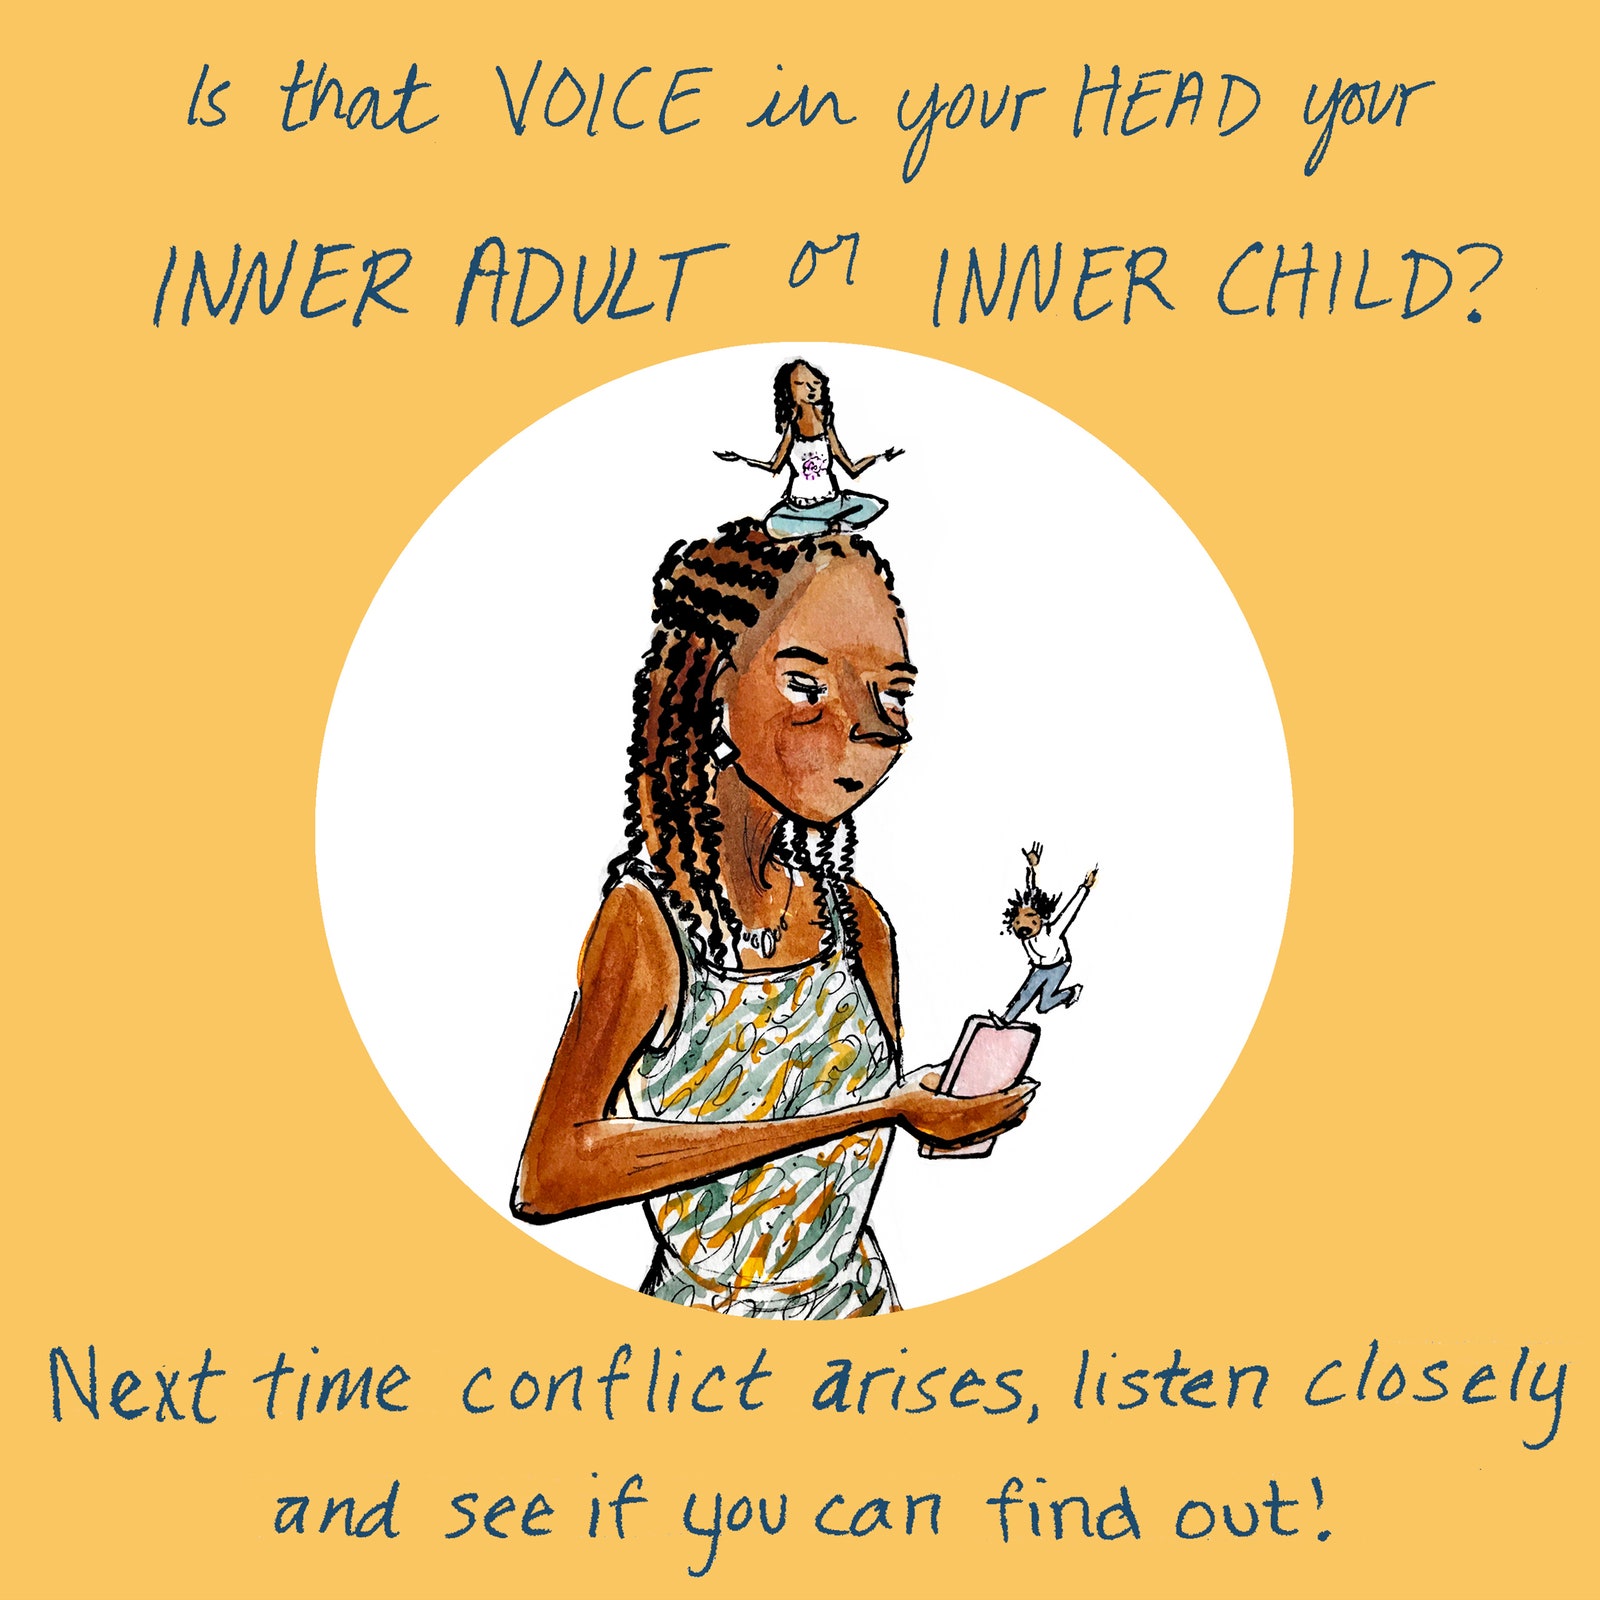 Is that VOICE in your HEAD your
INNER ADULT or INNER CHILD?
Next time conflict arises, listen closely
and see if you can find out!